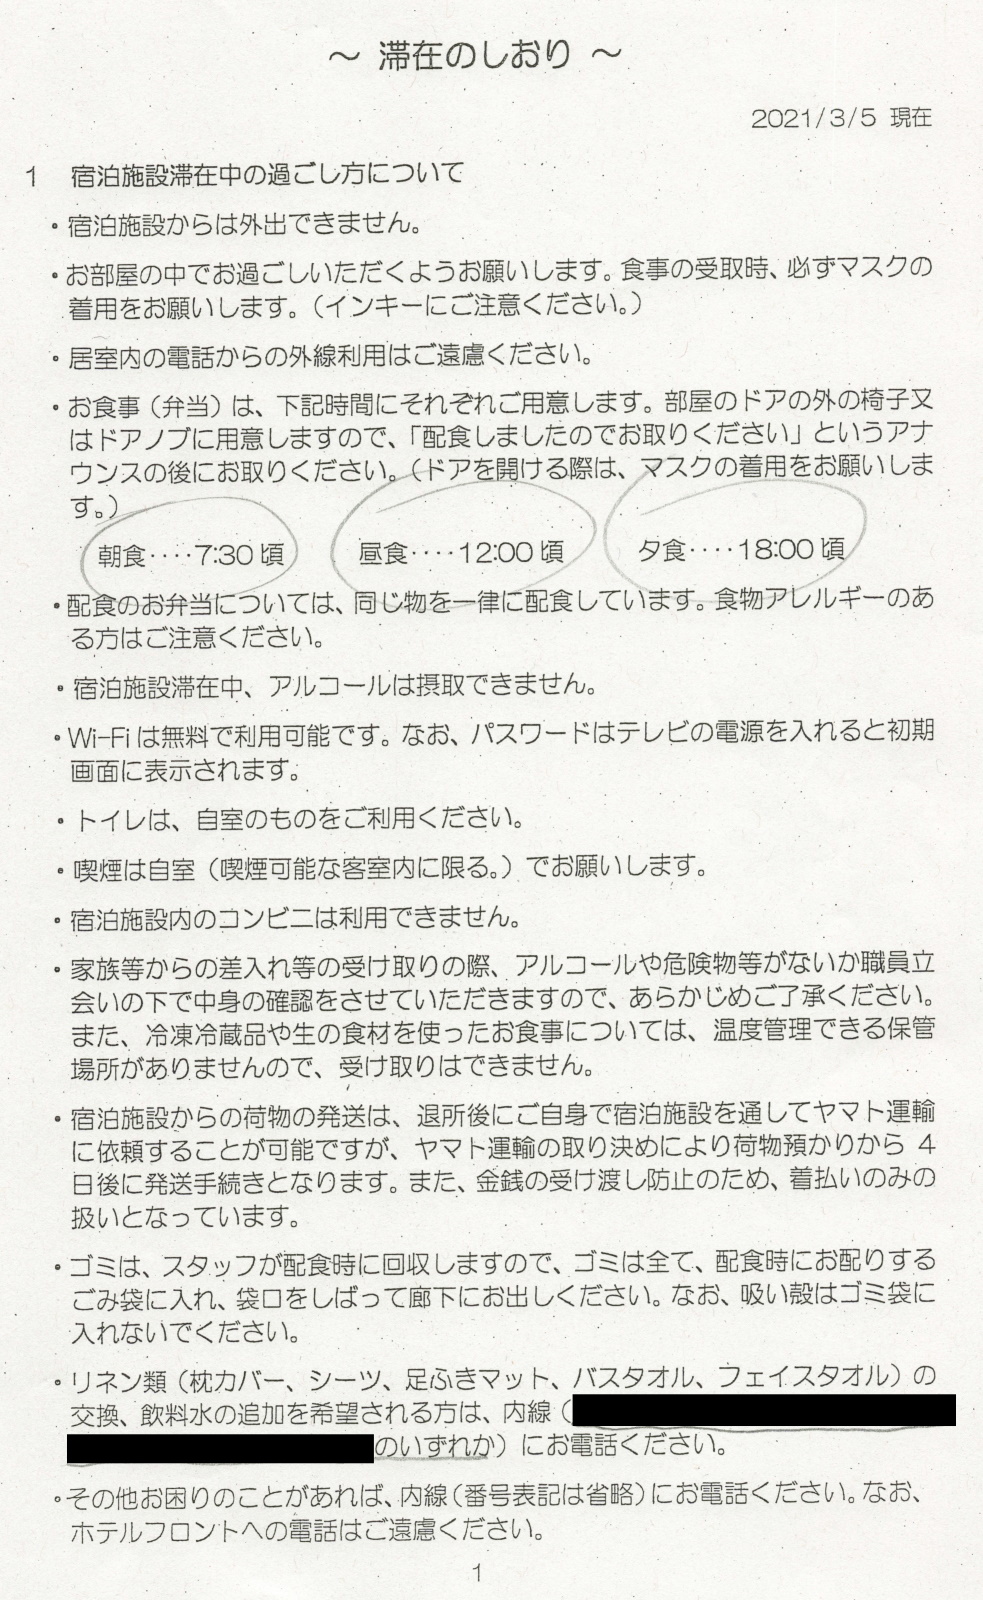 ～ 滞在のしおり ～
2021/3/5 現在
1 宿泊施設滞在中の過ごし方について
・宿泊施設からは外出できません。
・お部屋の中でお過ごしいただくようお願いします。食事の受取時、必ずマスクの
着用をお願いします。（インキーにご注意ください。）
・居室内の電話からの外線利用はご遠慮ください。
・お食事（弁当）は、下記時間にそれぞれご用意します。部屋のドアの外の椅子又
はドアノブに用意しますので、「配食しましたのでお取りください」というアナ
ウンスの後にお取りください。（ドアを開ける際は、マスクの着用をお願いしま
す。）
朝食‥‥7:30 頃 昼食‥‥12:00 頃 夕食‥‥18:00 頃
・配食のお弁当については、同じ物を一律に配食しています。食物アレルギーのあ
る方はご注意ください。
・宿泊施設滞在中、アルコールは摂取できません。
・Wi-Fi は無料で利用可能です。なお、パスワードはテレビの電源を入れると初期
画面に表示されます。
・トイレは、自室のものをご利用ください。
・喫煙は自室（喫煙可能な客室内に限る。）でお願いします。
・宿泊施設内のコンビニは利用できません。
・家族等からの差入れ等の受け取りの際、アルコールや危険物等がないか職員立
会いの下で中身の確認をさせていただきますので、あらかじめご了承ください。
また、冷凍冷蔵品や生の食材を使ったお食事については、温度管理できる保管
場所がありませんので、受け取りはできません。
・宿泊施設からの荷物の発送は、退所後にご自身で宿泊施設を通してヤマト運輸
に依頼することが可能ですが、ヤマト運輸の取り決めにより荷物預かりから 4
日後に発送手続きとなります。また、金銭の受け渡し防止のため、着払いのみの
扱いとなっています。
・ゴミは、スタッフが配食時に回収しますので、ゴミは全て、配食時にお配りする
ごみ袋に入れ、袋口をしばって廊下にお出しください。なお、吸い殻はゴミ袋に
入れないでください。
・リネン類（枕カバー、シーツ、足ふきマット、バスタオル、フェイスタオル）の
交換、飲料水の追加を希望される方は、内線（
のいずれか）にお電話ください。
・その他お困りのことがあれば、内線（番号表記は省略）にお電話ください。なお、
ホテルフロントへの電話はご遠慮ください。
1